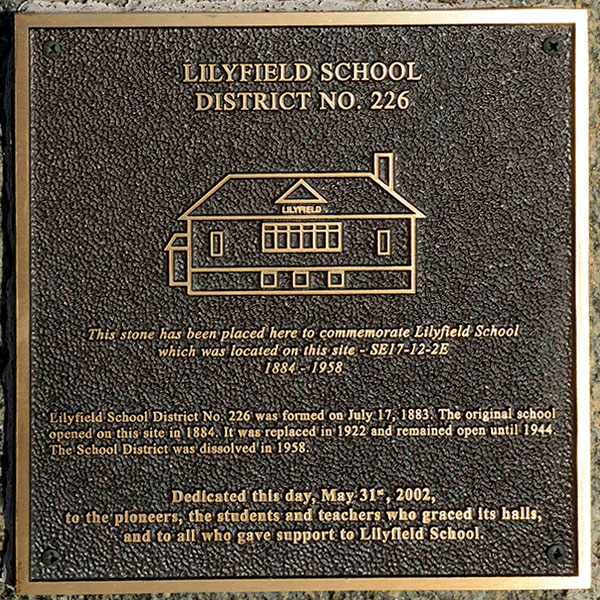 LILYFIELD SCHOOL
DISTRICT NO. 226
LILYFIELD
This stone has been placed here to commemorate Lilyfield School
which was located on this site - SE17-12-2E
1884 - 1958
Lilyfield School District No. 226 was formed on July 17, 1883. The original school
opened on this site in 1884. It was replaced in 1922 and remained open until 1944.
The School District was dissolved in 1958.
Dedicated this day, May 31st, 2002,
to the pioneers, the students and teachers who graced its halls,
and to all who gave support to Lilyfield School.